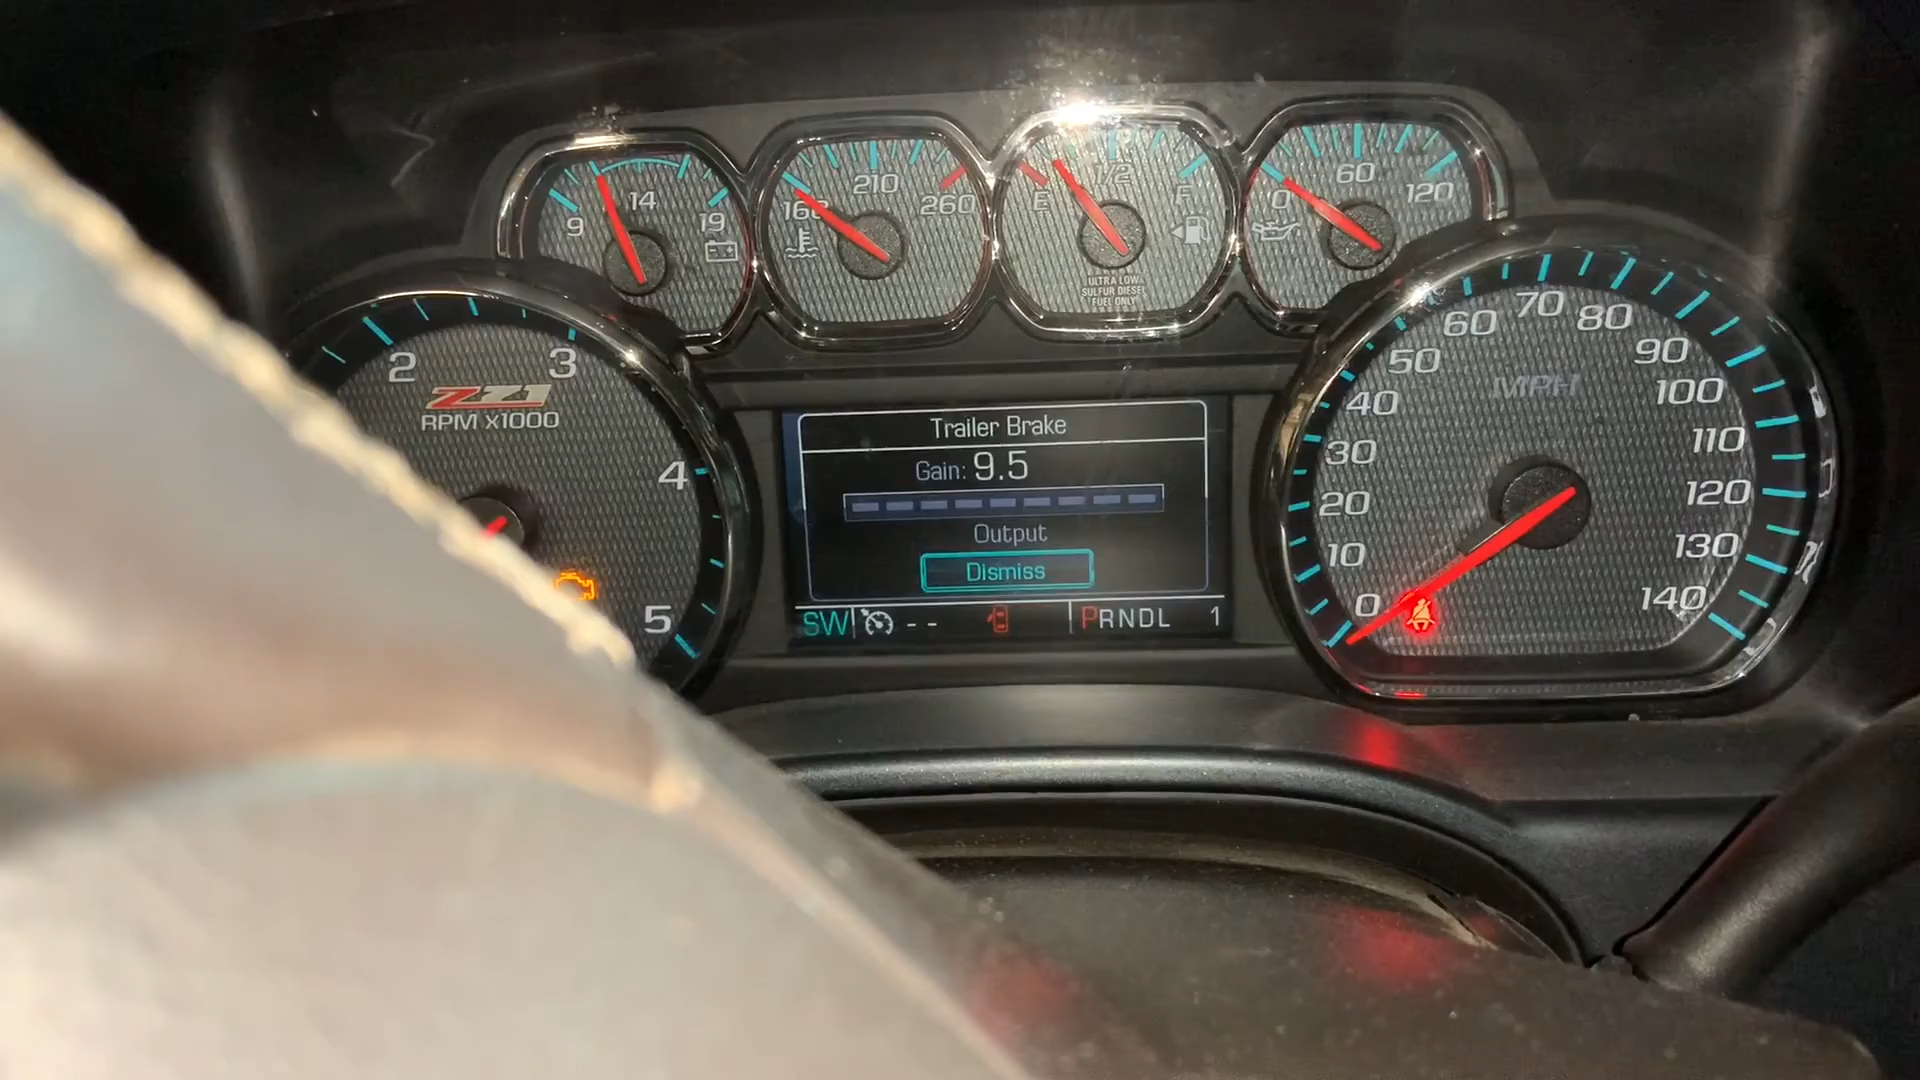 9 14 19
160 210 260
E 1/2 F
ULTRA LOW
SULFUR DIESEL
FUEL ONLY
0 60 120
2 3 4 5
RPM X1000
Trailer Brake
Gain: 9.5
Output
Dismiss
SW -- PRNDL 1
0 10 20 30 40 50 60 70 80 90 100 110 120 130 140
MPH